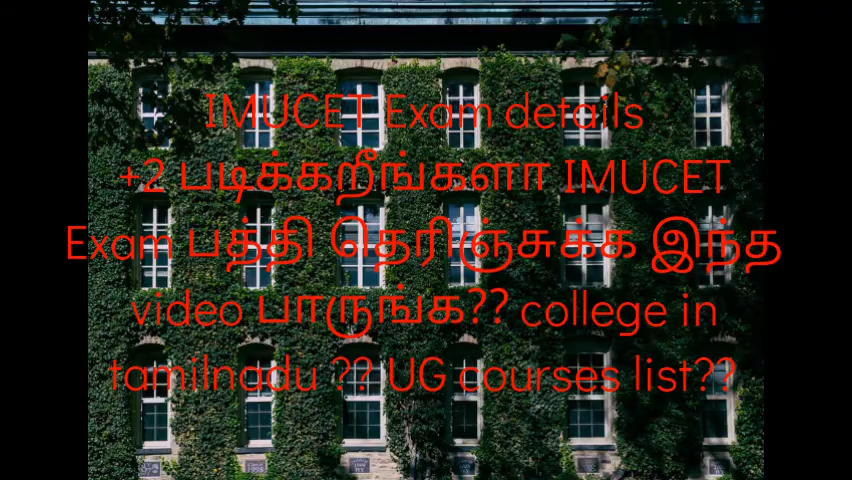 IMUCET Exam details
+2 படிக்கறீங்களா IMUCET
Exam பத்தி தெரிஞ்சுக்க இந்த
video பாருங்க?? college in
tamilnadu ?? UG courses list??